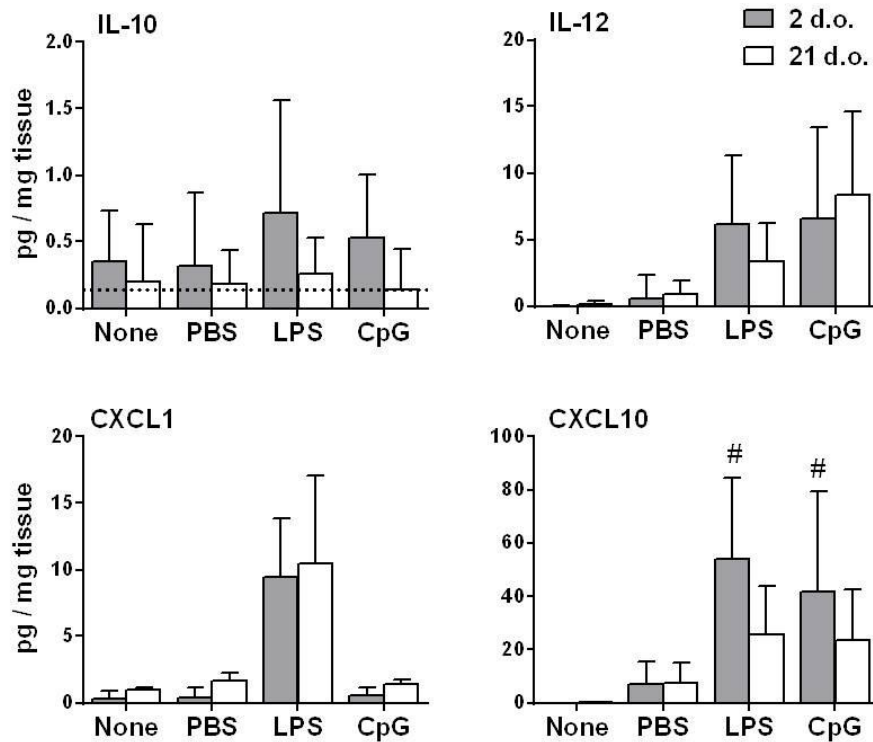 IL-10
pg / mg tissue
2.0
1.5
1.0
0.5
0.0
None PBS LPS CpG
IL-12
2 d.o.
21 d.o.
20
15
10
5
0
None PBS LPS CpG
CXCL1
pg / mg tissue
20
15
10
5
0
None PBS LPS CpG
CXCL10
100
80
60
40
20
0
# #
None PBS LPS CpG